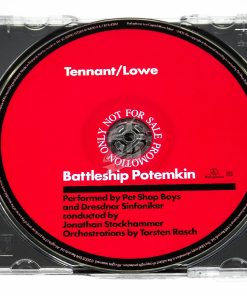 Tennant/Lowe
PROMOTION ONLY NOT FOR SALE
Battleship Potemkin
Performed by Pet Shop Boys
and Dresdner Sinfoniker
conducted by
Jonathan Stockhammer
Orchestrations by Torsten Rasch